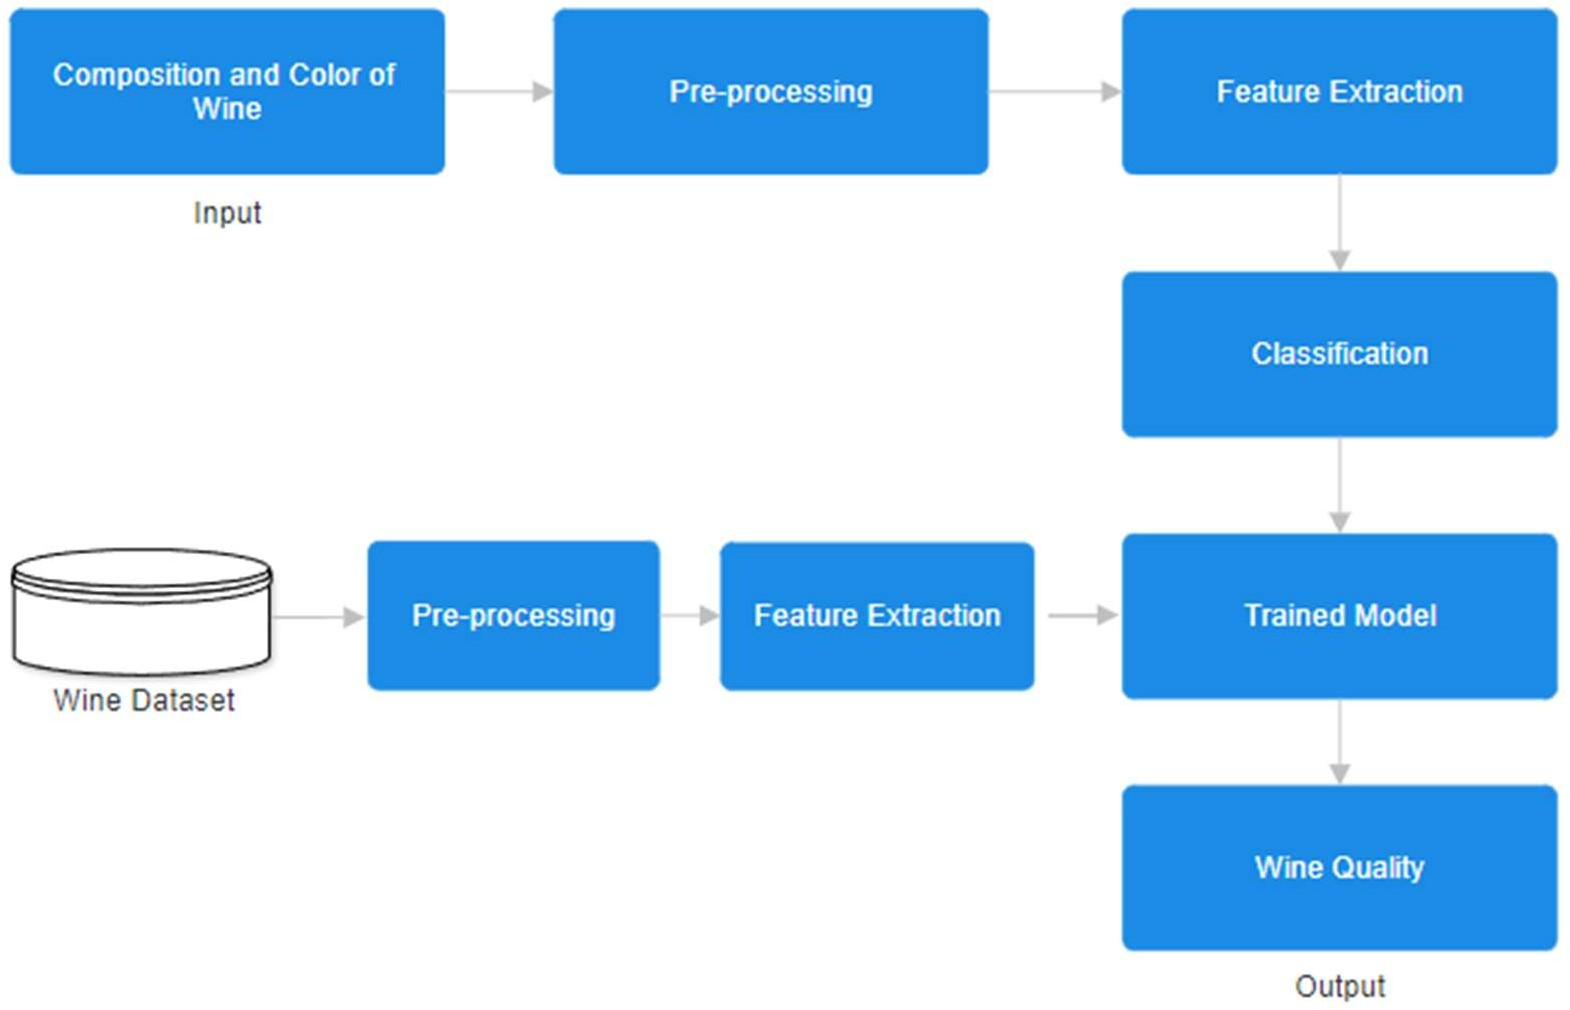 Composition and Color of
Wine
Pre-processing
Feature Extraction
Input
Classification
Pre-processing
Feature Extraction
Trained Model
Wine Dataset
Wine Quality
Output